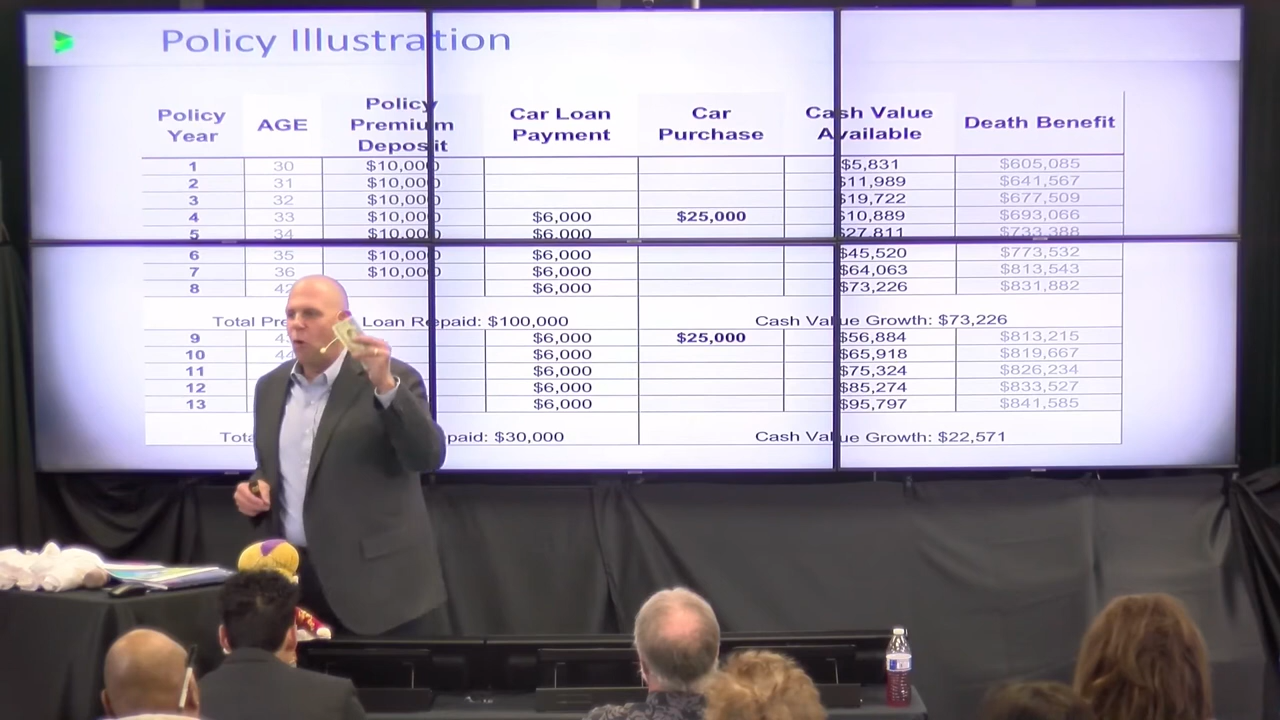 Policy Illustration
Policy Year AGE Policy Premium Deposit Car Loan Payment Car Purchase Cash Value Available Death Benefit
1 30 $10,000 $5,831 $605,085
2 31 $10,000 $11,989 $641,567
3 32 $10,000 $19,722 $677,509
4 33 $10,000 $6,000 $25,000 $10,889 $693,066
5 34 $10,000 $6,000 $27,811 $733,388
6 35 $10,000 $6,000 $45,520 $773,532
7 36 $10,000 $6,000 $64,063 $813,543
8 $6,000 $73,226 $831,882
Total Loan Repaid: $100,000 Cash Value Growth: $73,226
9 $6,000 $25,000 $56,884 $813,215
10 $6,000 $65,918 $819,667
11 $6,000 $75,324 $826,234
12 $6,000 $85,274 $833,527
13 $6,000 $95,797 $841,585
$30,000 Cash Value Growth: $22,571